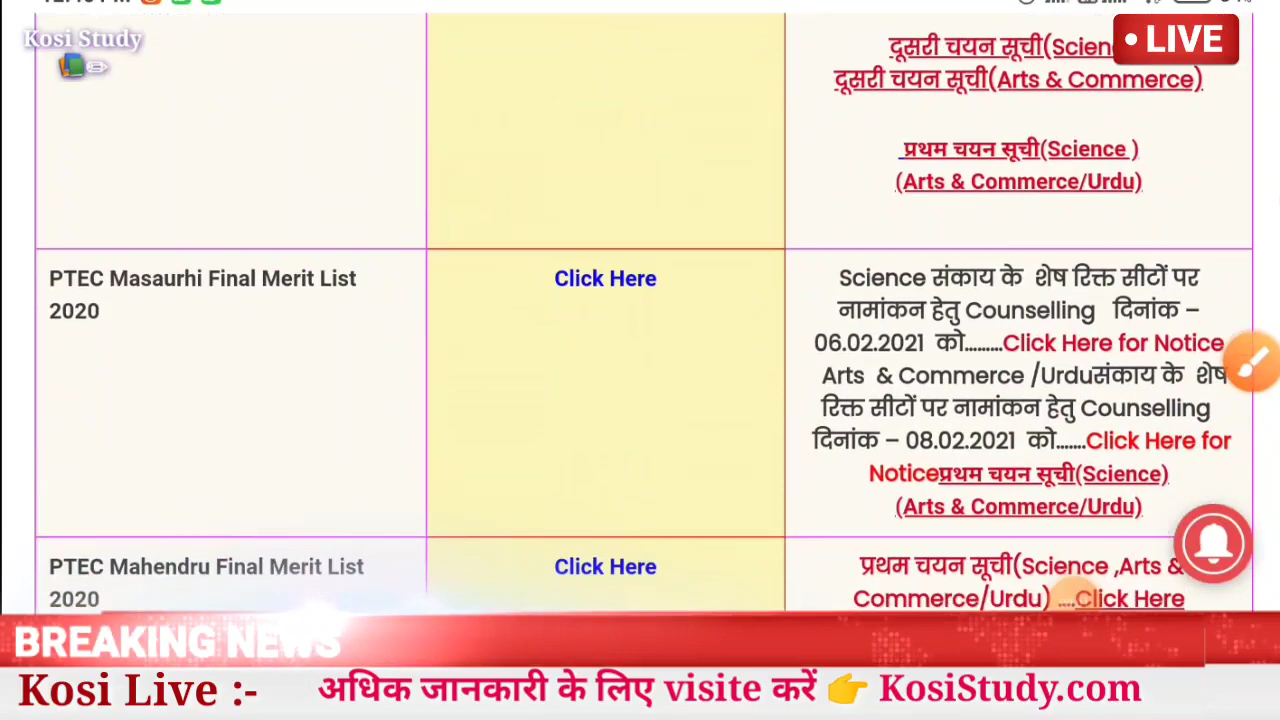 Kosi Study
LIVE
दूसरी चयन सूची(Scien
दूसरी चयन सूची(Arts & Commerce)
प्रथम चयन सूची(Science )
(Arts & Commerce/Urdu)
PTEC Masaurhi Final Merit List
2020
Click Here
Science संकाय के शेष रिक्त सीटों पर
नामांकन हेतु Counselling दिनांक –
06.02.2021 को.........Click Here for Notice
Arts & Commerce /Urduसंकाय के शेष
रिक्त सीटों पर नामांकन हेतु Counselling
दिनांक – 08.02.2021 को.......Click Here for
Noticeप्रथम चयन सूची(Science)
(Arts & Commerce/Urdu)
PTEC Mahendru Final Merit List
2020
Click Here
प्रथम चयन सूची(Science ,Arts &
Commerce/Urdu) ....Click Here
BREAKING NEWS
Kosi Live :- अधिक जानकारी के लिए visite करें 👉 KosiStudy.com